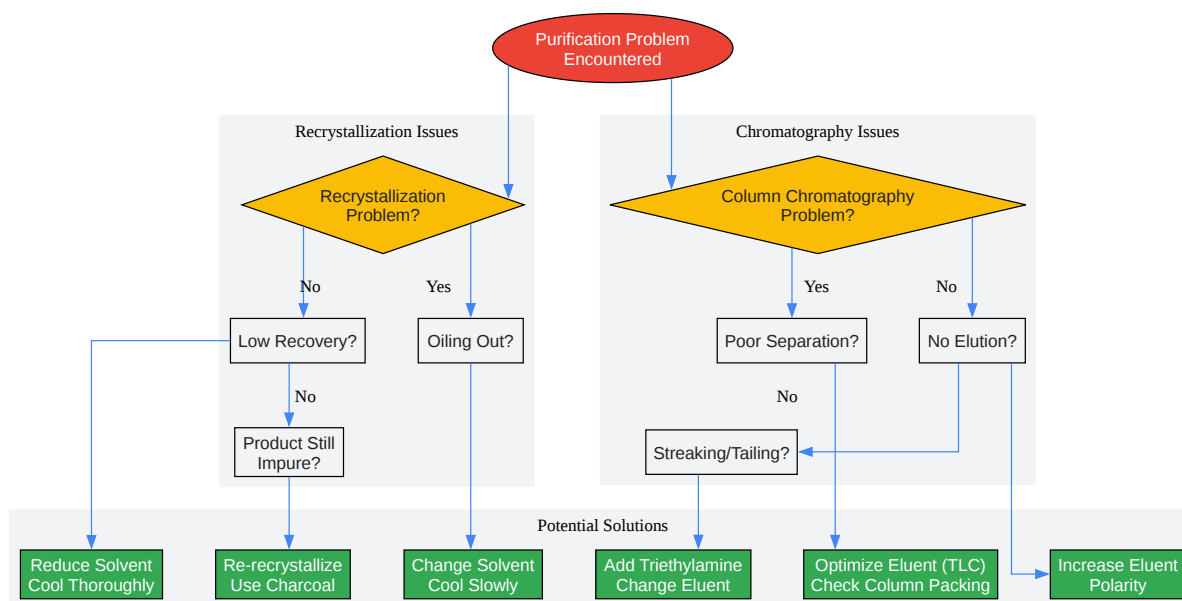 Purification Problem
Encountered
Recrystallization Issues
Chromatography Issues
Recrystallization
Problem?
Column Chromatography
Problem?
No
Yes
Yes
No
Low Recovery?
Oiling Out?
Poor Separation?
No Elution?
No
No
Product Still
Impure?
Streaking/Tailing?
Potential Solutions
Reduce Solvent
Cool Thoroughly
Re-recrystallize
Use Charcoal
Change Solvent
Cool Slowly
Add Triethylamine
Change Eluent
Optimize Eluent (TLC)
Check Column Packing
Increase Eluent
Polarity